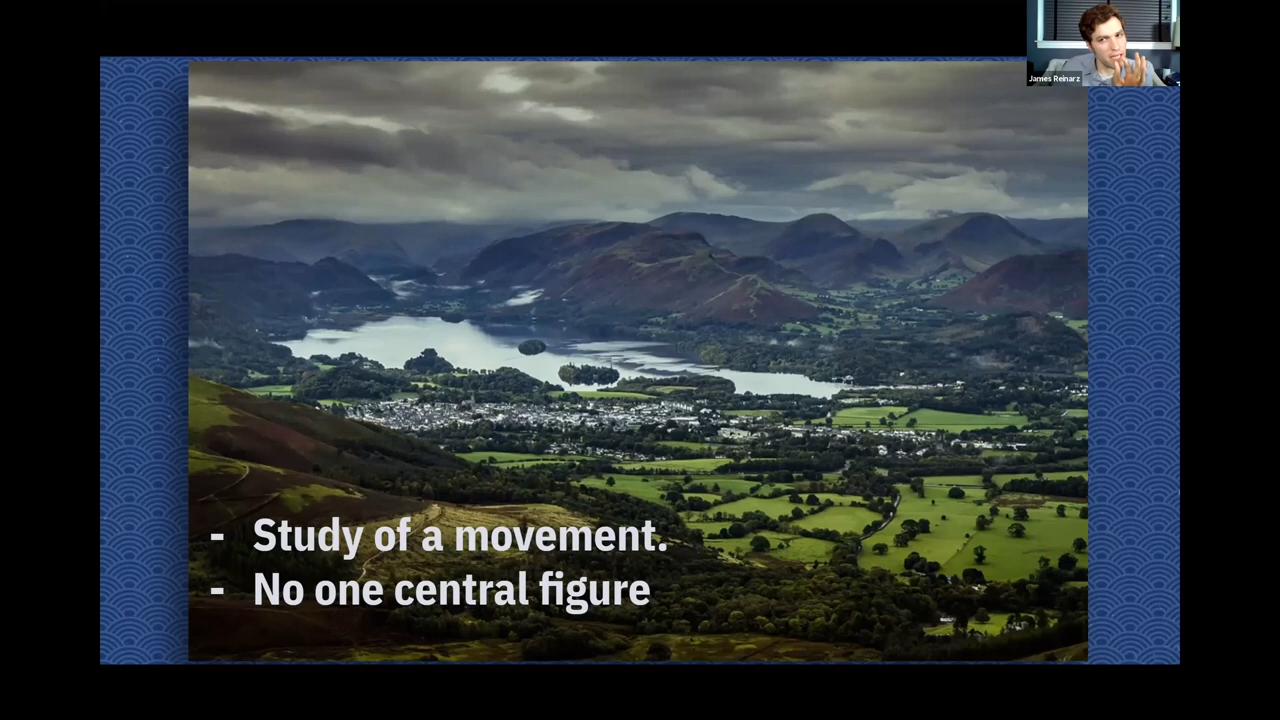 James Reinarz
- Study of a movement.
- No one central figure